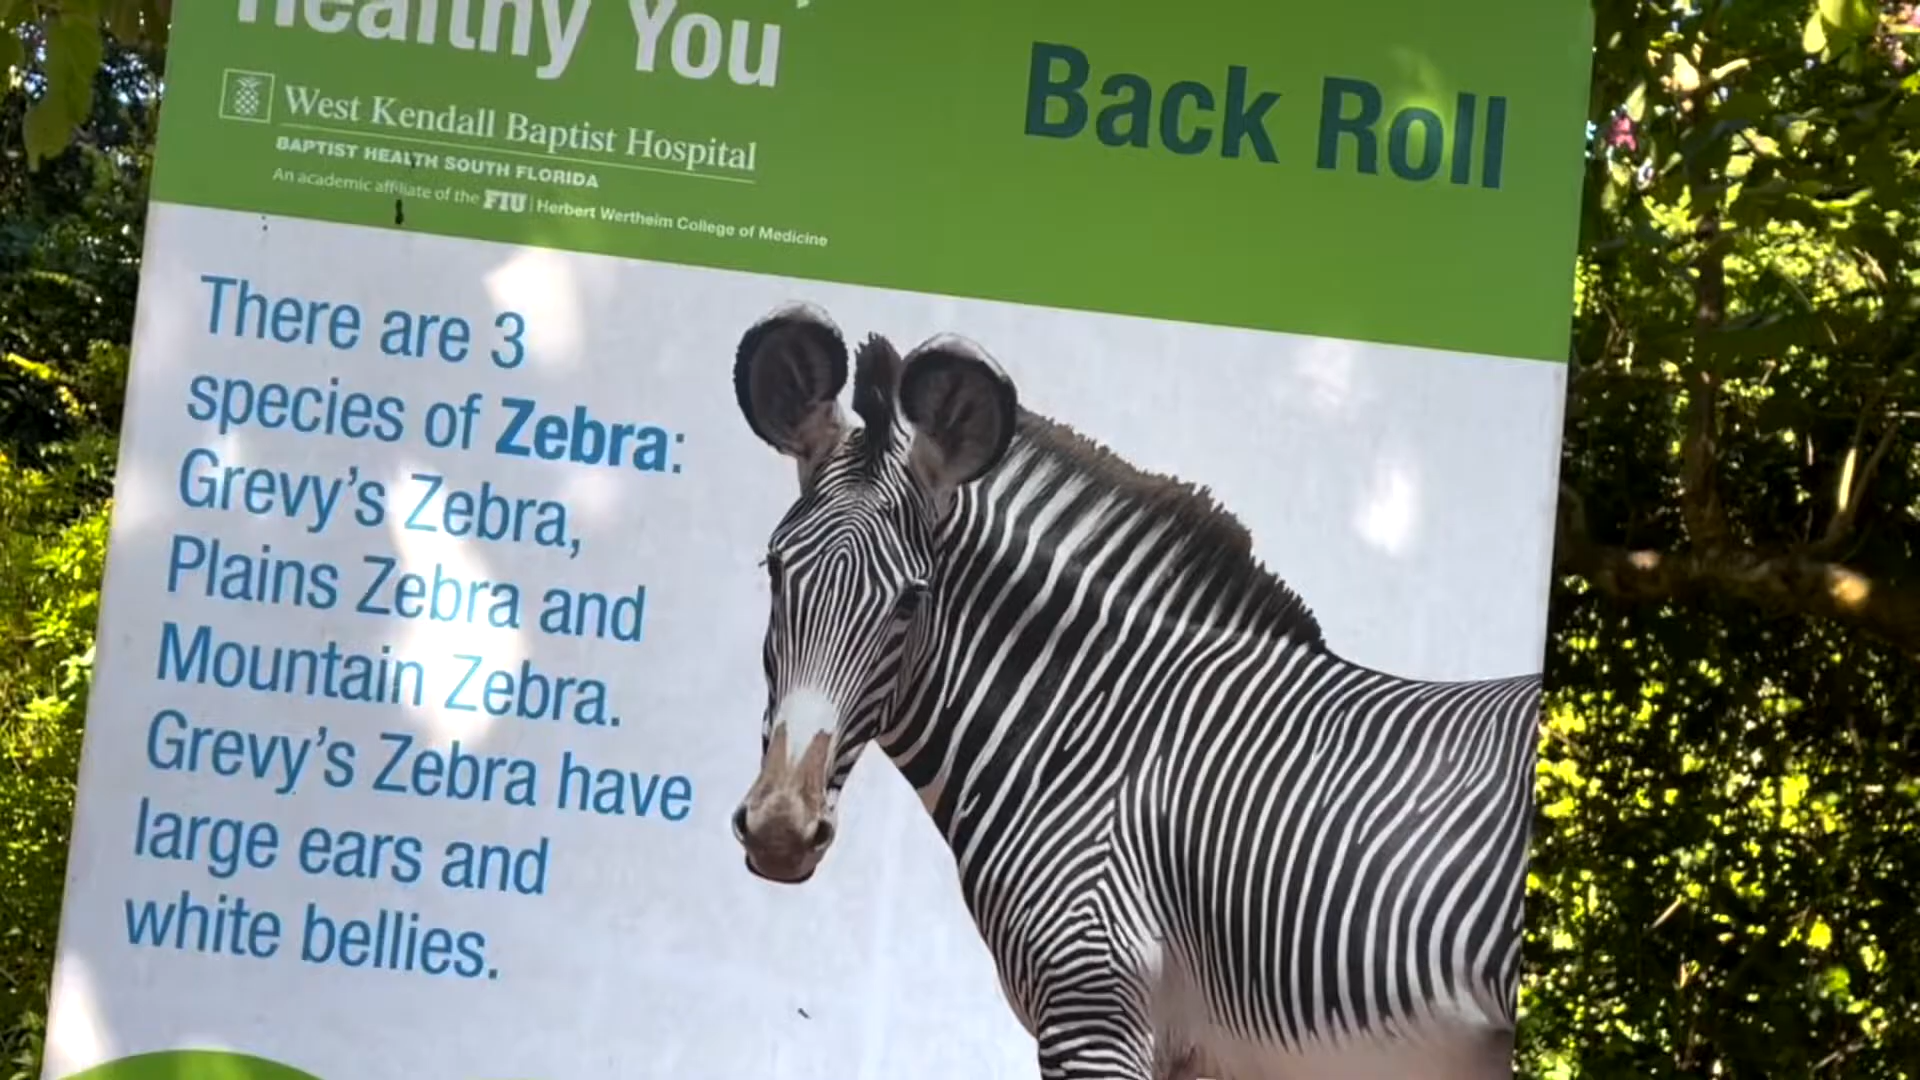 Healthy You
Back Roll
West Kendall Baptist Hospital
BAPTIST HEALTH SOUTH FLORIDA
An academic affiliate of the FIU | Herbert Wertheim College of Medicine
There are 3
species of Zebra:
Grevy's Zebra,
Plains Zebra and
Mountain Zebra.
Grevy's Zebra have
large ears and
white bellies.